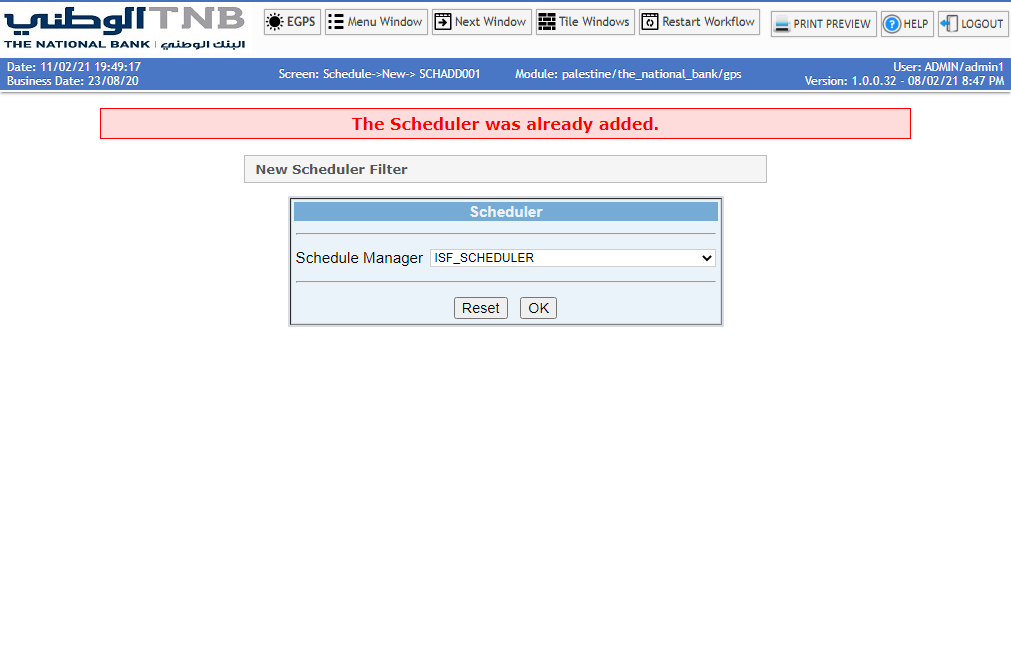 الوطني TNB
THE NATIONAL BANK | البنك الوطني
EGPS
Menu Window
Next Window
Tile Windows
Restart Workflow
PRINT PREVIEW
HELP
LOGOUT
Date: 11/02/21 19:49:17
Business Date: 23/08/20
Screen: Schedule->New-> SCHADD001
Module: palestine/the_national_bank/gps
User: ADMIN/admin1
Version: 1.0.0.32 - 08/02/21 8:47 PM
The Scheduler was already added.
New Scheduler Filter
Scheduler
Schedule Manager ISF_SCHEDULER
Reset OK